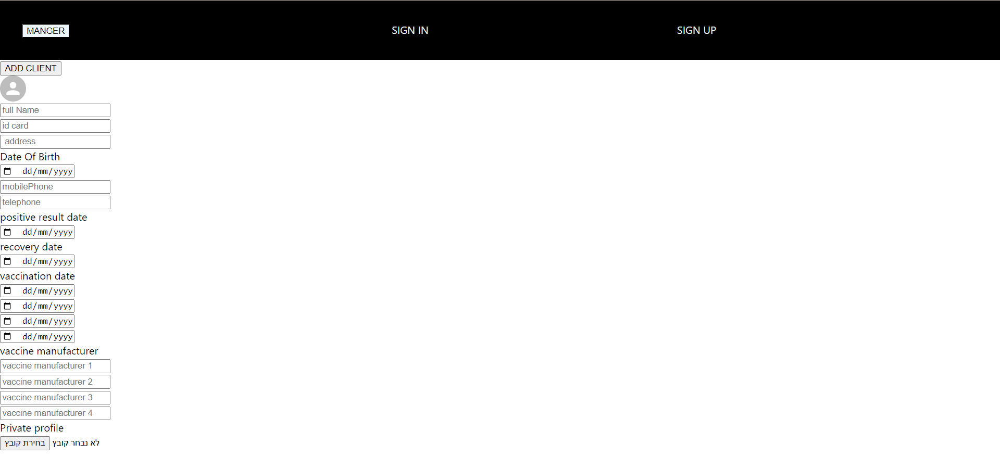 MANGER SIGN IN SIGN UP
ADD CLIENT
full Name
id card
address
Date Of Birth
dd/mm/yyyy
mobilePhone
telephone
positive result date
dd/mm/yyyy
recovery date
dd/mm/yyyy
vaccination date
dd/mm/yyyy
dd/mm/yyyy
dd/mm/yyyy
dd/mm/yyyy
vaccine manufacturer
vaccine manufacturer 1
vaccine manufacturer 2
vaccine manufacturer 3
vaccine manufacturer 4
Private profile
בחירת קובץ לא נבחר קובץ